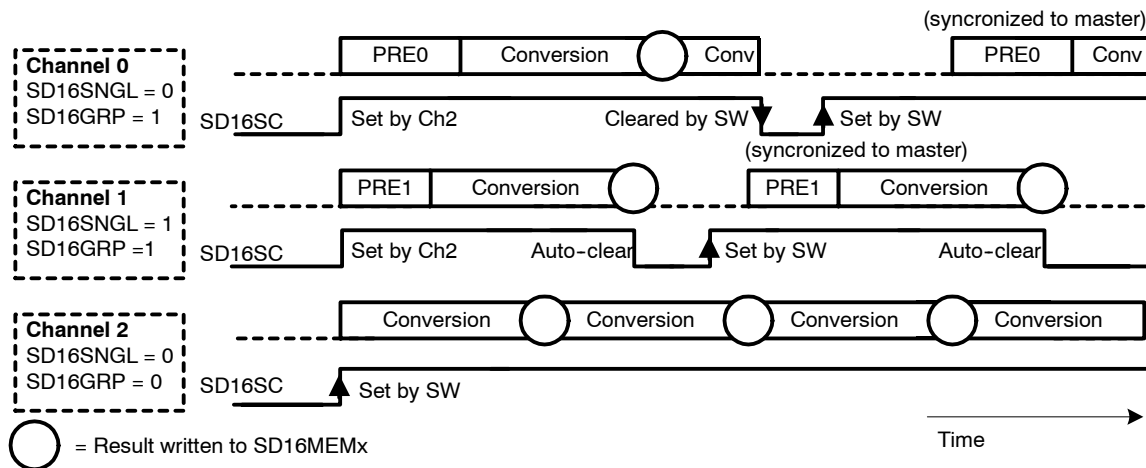 (syncronized to master)
PRE0 Conversion Conv PRE0 Conv
Channel 0
SD16SNGL = 0
SD16GRP = 1
SD16SC Set by Ch2 Cleared by SW Set by SW
(syncronized to master)
PRE1 Conversion PRE1 Conversion
Channel 1
SD16SNGL = 1
SD16GRP =1
SD16SC Set by Ch2 Auto-clear Set by SW Auto-clear
Conversion Conversion Conversion Conversion
Channel 2
SD16SNGL = 0
SD16GRP = 0
SD16SC Set by SW
= Result written to SD16MEMx
Time